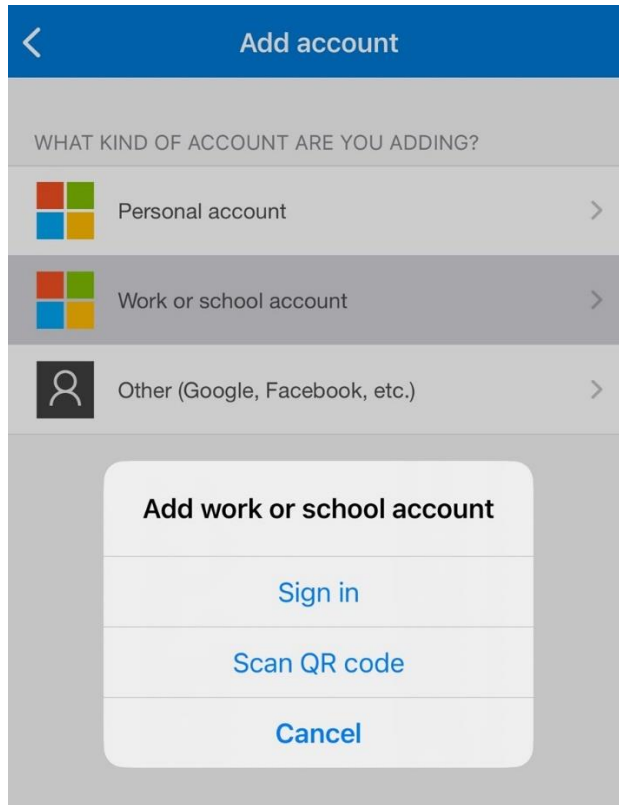 Add account
WHAT KIND OF ACCOUNT ARE YOU ADDING?
Personal account
Work or school account
Other (Google, Facebook, etc.)
Add work or school account
Sign in
Scan QR code
Cancel